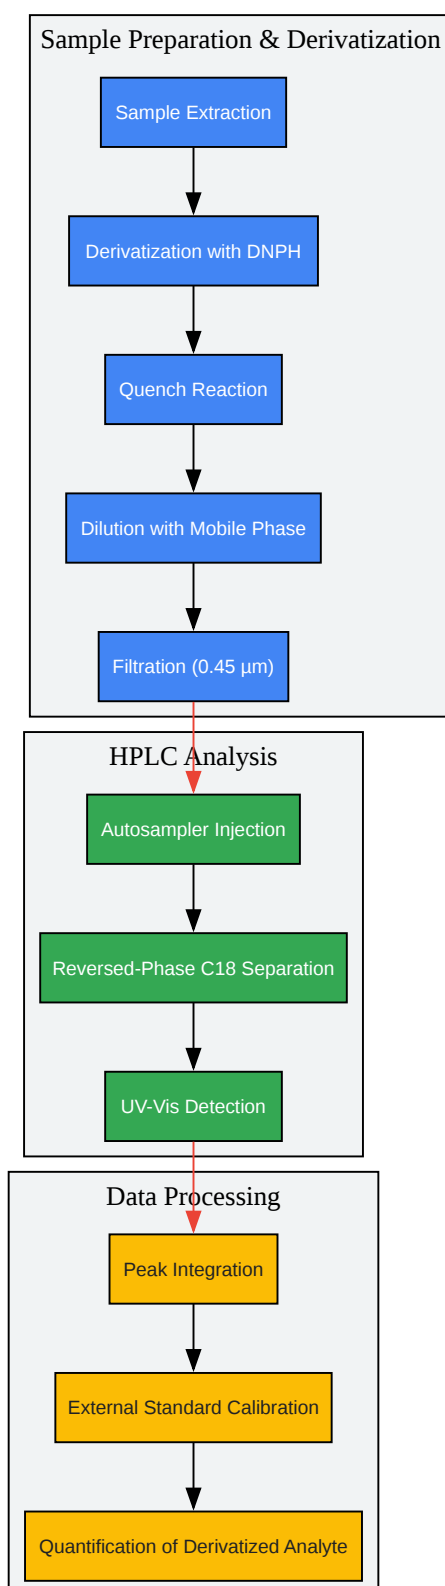 Sample Preparation & Derivatization
Sample Extraction
Derivatization with DNPH
Quench Reaction
Dilution with Mobile Phase
Filtration (0.45 µm)
HPLC Analysis
Autosampler Injection
Reversed-Phase C18 Separation
UV-Vis Detection
Data Processing
Peak Integration
External Standard Calibration
Quantification of Derivatized Analyte